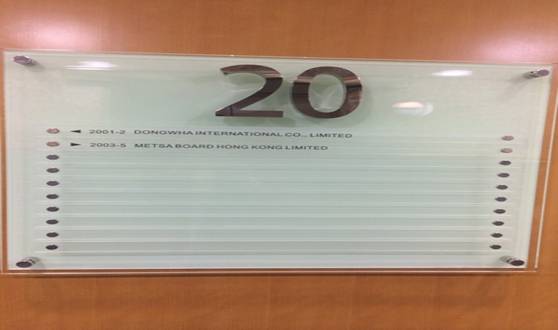 20
◄ 2001-2 DONGWHA INTERNATIONAL CO., LIMITED
► 2003-5 METSA BOARD HONG KONG LIMITED